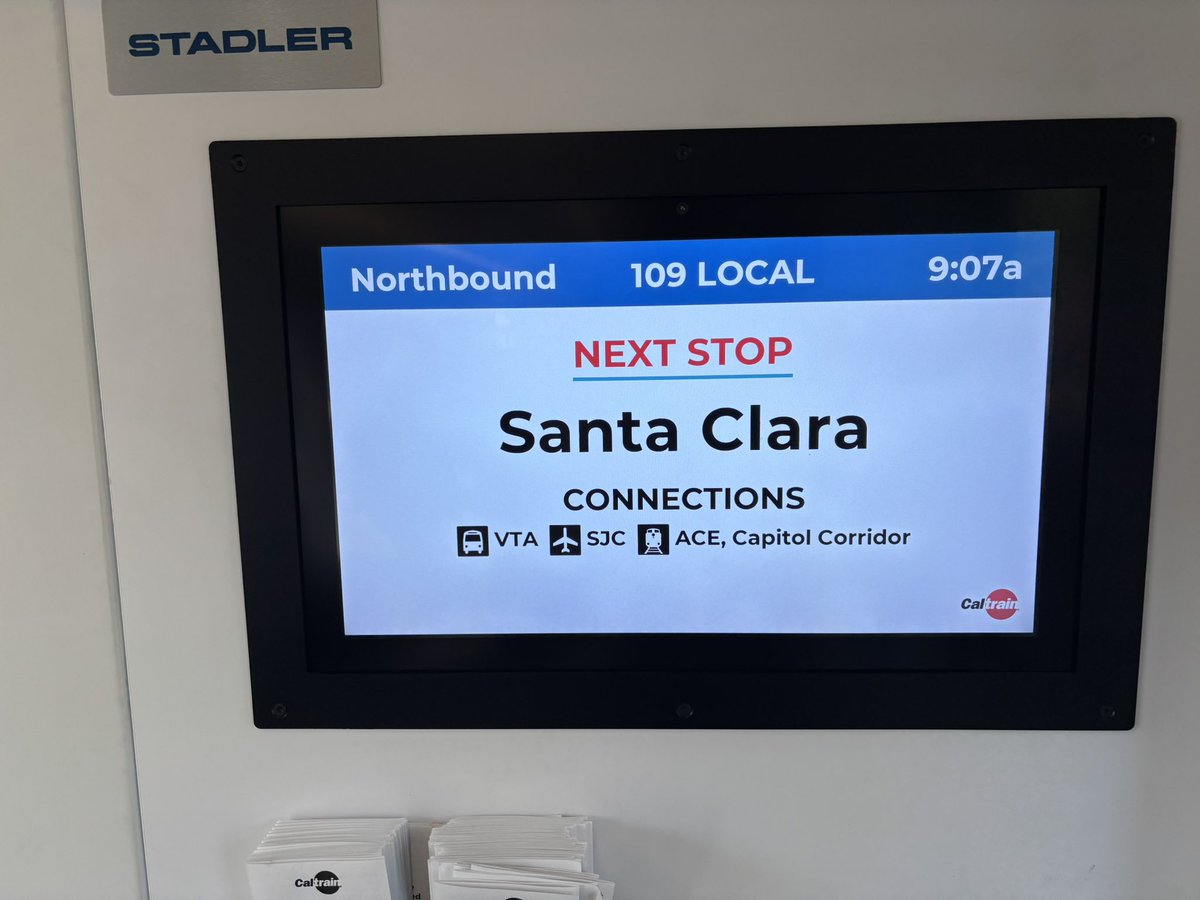 STADLER
Northbound 109 LOCAL 9:07a
NEXT STOP
Santa Clara
CONNECTIONS
VTA SJC ACE, Capitol Corridor
Caltrain
Caltrain